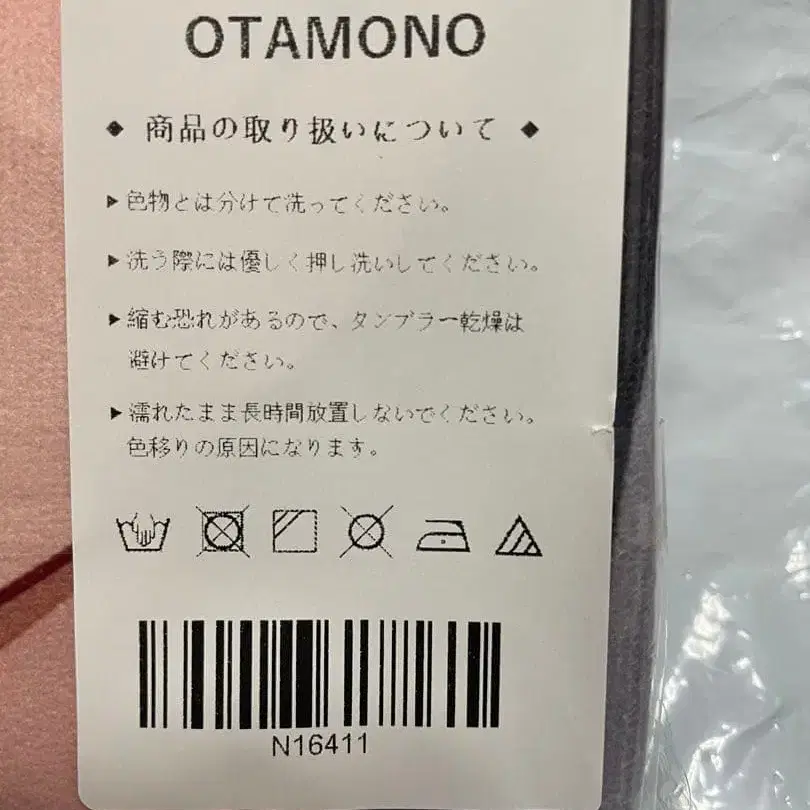 OTAMONO
◆ 商品の取り扱いについて ◆
▶色物とは分けて洗ってください。
▶洗う際には優しく押し洗いしてください。
▶縮む恐れがあるので、タンブラー乾燥は
避けてください。
▶濡れたまま長時間放置しないでください。
色移りの原因になります。
N16411